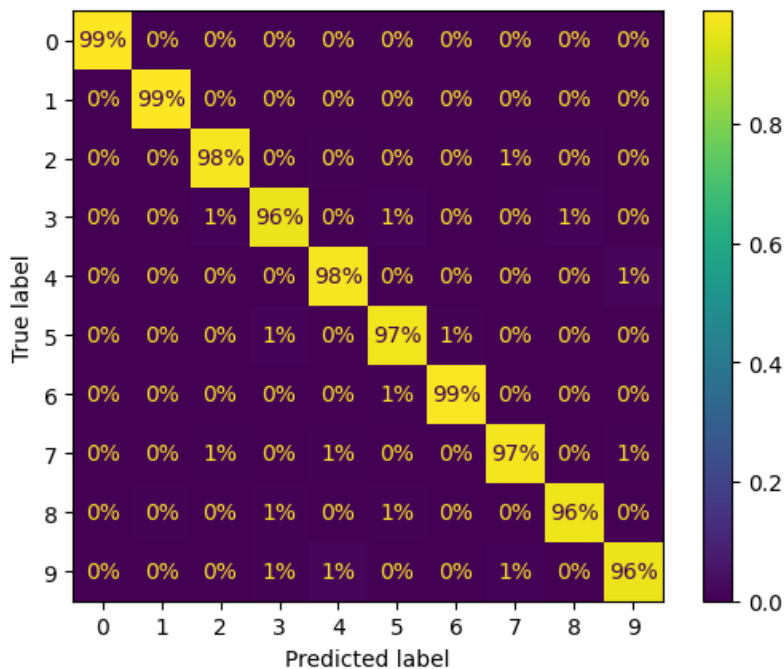 0 99% 0% 0% 0% 0% 0% 0% 0% 0% 0%
1 0% 99% 0% 0% 0% 0% 0% 0% 0% 0%
2 0% 0% 98% 0% 0% 0% 0% 1% 0% 0%
3 0% 0% 1% 96% 0% 1% 0% 0% 1% 0%
4 0% 0% 0% 0% 98% 0% 0% 0% 0% 1%
5 0% 0% 0% 1% 0% 97% 1% 0% 0% 0%
6 0% 0% 0% 0% 0% 1% 99% 0% 0% 0%
7 0% 0% 1% 0% 1% 0% 0% 97% 0% 1%
8 0% 0% 0% 1% 0% 1% 0% 0% 96% 0%
9 0% 0% 0% 1% 1% 0% 0% 1% 0% 96%
0 1 2 3 4 5 6 7 8 9
Predicted label
True label
0.8
0.6
0.4
0.2
0.0